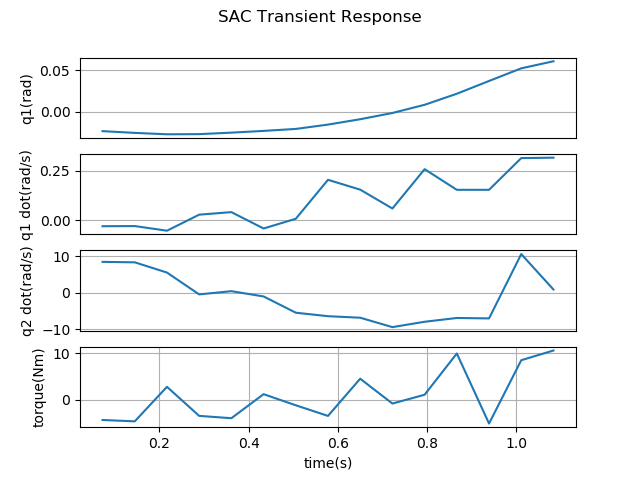 SAC Transient Response
q1(rad)
0.05
0.00
q1 dot(rad/s)
0.25
0.00
q2 dot(rad/s)
10
0
−10
torque(Nm)
10
0
0.2 0.4 0.6 0.8 1.0
time(s)